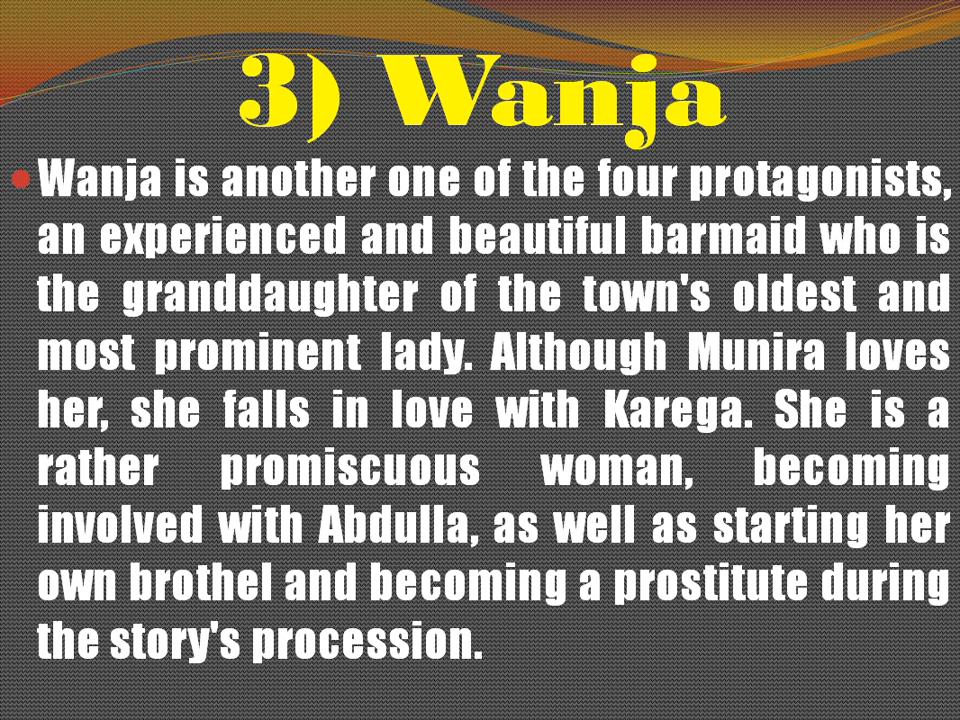 3) Wanja
• Wanja is another one of the four protagonists,
an experienced and beautiful barmaid who is
the granddaughter of the town's oldest and
most prominent lady. Although Munira loves
her, she falls in love with Karega. She is a
rather promiscuous woman, becoming
involved with Abdulla, as well as starting her
own brothel and becoming a prostitute during
the story's procession.